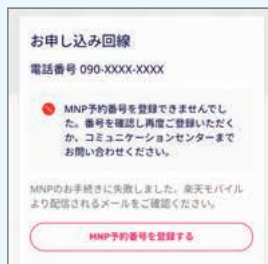 お申し込み回線
電話番号 090-XXXX-XXXX
MNP予約番号を登録できませんでし
た。番号を確認し再度ご登録いただく
か、コミュニケーションセンターまで
お問い合わせください。
MNPのお手続きに失敗しました。楽天モバイル
より配信されるメールをご確認ください。
MNP予約番号を登録する